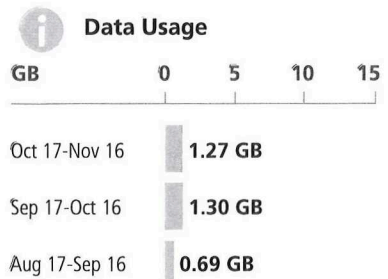 i Data Usage
GB 0 5 10 15
Oct 17-Nov 16 1.27 GB
Sep 17-Oct 16 1.30 GB
Aug 17-Sep 16 0.69 GB